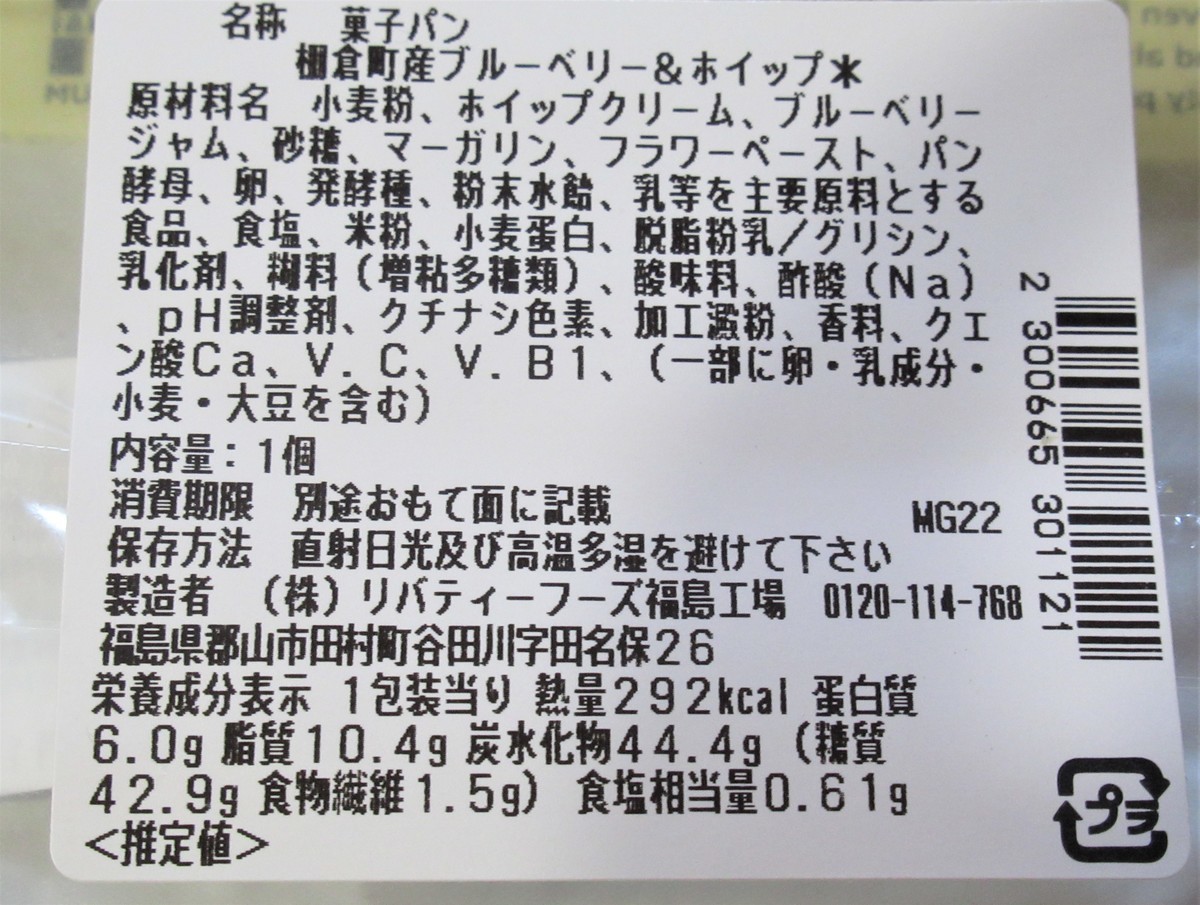 名称　菓子パン
棚倉町産ブルーベリー&ホイップ＊
原材料名　小麦粉、ホイップクリーム、ブルーベリー
ジャム、砂糖、マーガリン、フラワーペースト、パン
酵母、卵、発酵種、粉末水飴、乳等を主要原料とする
食品、食塩、米粉、小麦蛋白、脱脂粉乳／グリシン、
乳化剤、糊料（増粘多糖類）、酸味料、酢酸（Na）
、pH調整剤、クチナシ色素、加工澱粉、香料、クエ
ン酸Ca、V.C、V.B1、（一部に卵・乳成分・
小麦・大豆を含む）
内容量：1個
消費期限　別途おもて面に記載　MG22
保存方法　直射日光及び高温多湿を避けて下さい
製造者　（株）リバティーフーズ福島工場　0120-114-768
福島県郡山市田村町谷田川字田名保26
栄養成分表示　1包装当り 熱量292kcal 蛋白質
6.0g 脂質10.4g 炭水化物44.4g（糖質
42.9g 食物繊維1.5g） 食塩相当量0.61g
<推定値>
2 300665 301121
プラ